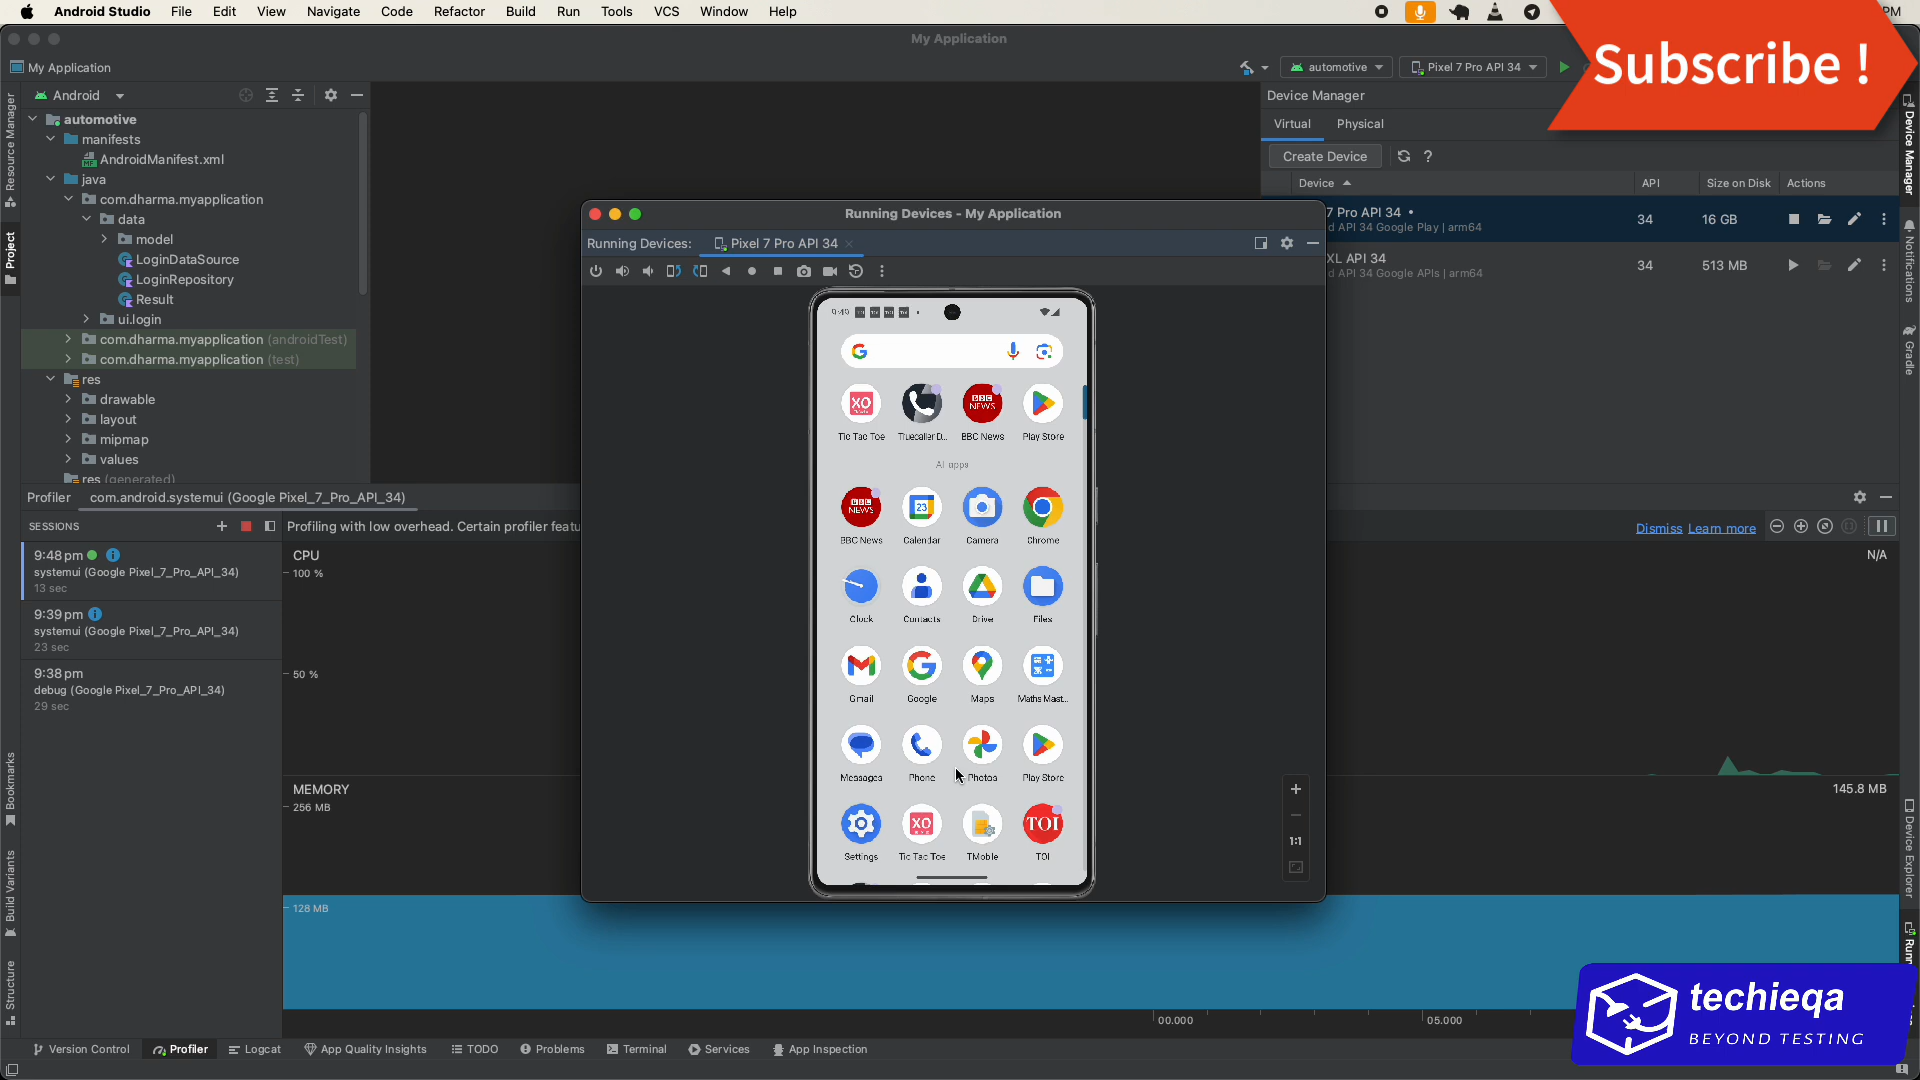 Android Studio File Edit View Navigate Code Refactor Build Run Tools VCS Window Help
PM
Subscribe !
My Application
My Application
automotive Pixel 7 Pro API 34
Android
Device Manager
Virtual Physical
Create Device ?
Device API Size on Disk Actions
7 Pro API 34 •
d API 34 Google Play | arm64
34 16 GB
XL API 34
d API 34 Google APIs | arm64
34 513 MB
Resource Manager
Project
Bookmarks
Build Variants
Structure
Device Manager
Notifications
Gradle
Device Explorer
automotive
manifests
AndroidManifest.xml
java
com.dharma.myapplication
data
model
LoginDataSource
LoginRepository
Result
ui.login
com.dharma.myapplication (androidTest)
com.dharma.myapplication (test)
res
drawable
layout
mipmap
values
res (generated)
Running Devices - My Application
Running Devices: Pixel 7 Pro API 34
Tic Tac Toe Truecaller D... BBC News Play Store
All apps
BBC News Calendar Camera Chrome
Clock Contacts Drive Files
Gmail Google Maps Maths Mast...
Messages Phone Photos Play Store
Settings Tic Tac Toe TMoble TOI
1:1
Profiler com.android.systemui (Google Pixel_7_Pro_API_34)
SESSIONS
Profiling with low overhead. Certain profiler featu
Dismiss Learn more
9:48 pm
systemui (Google Pixel_7_Pro_API_34)
13 sec
9:39 pm
systemui (Google Pixel_7_Pro_API_34)
23 sec
9:38 pm
debug (Google Pixel_7_Pro_API_34)
29 sec
CPU
100 %
50 %
N/A
MEMORY
256 MB
145.8 MB
128 MB
00.000 05.000
techieqa
BEYOND TESTING
Version Control Profiler Logcat App Quality Insights TODO Problems Terminal Services App Inspection